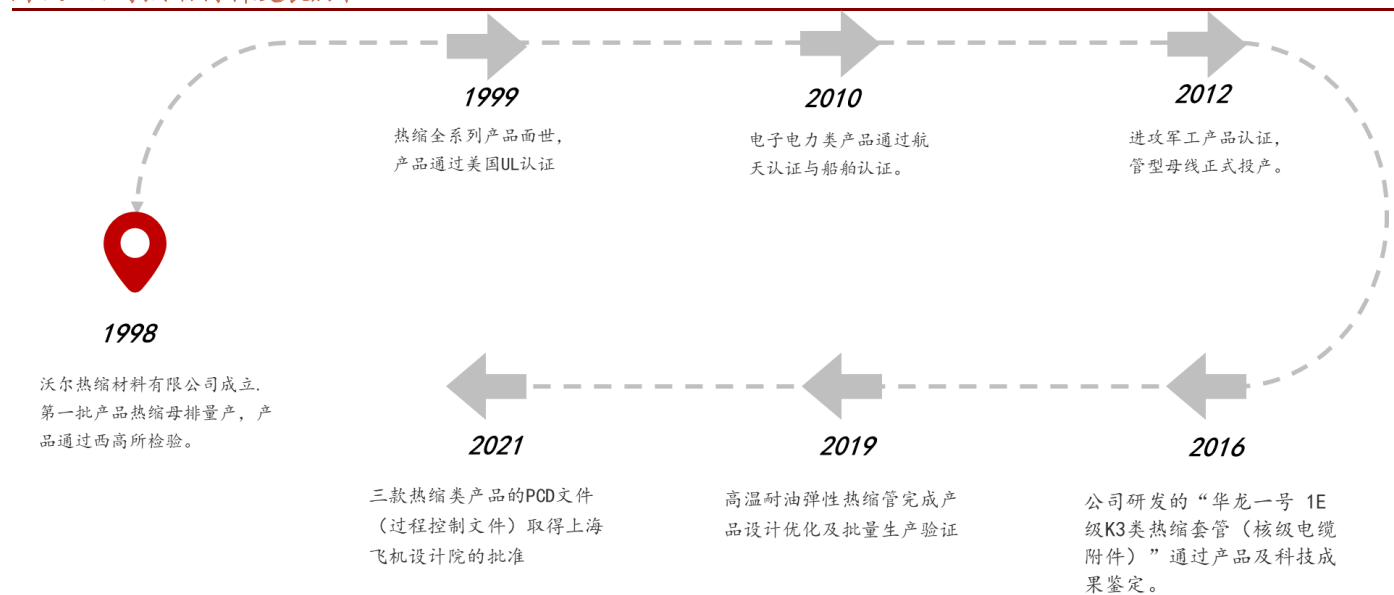 1999
热缩全系列产品面世，
产品通过美国UL认证
2010
电子电力类产品通过航
天认证与船舶认证。
2012
进攻军工产品认证，
管型母线正式投产。
1998
沃尔热缩材料有限公司成立.
第一批产品热缩母排量产，产
品通过西高所检验。
2021
三款热缩类产品的PCD文件
（过程控制文件）取得上海
飞机设计院的批准
2019
高温耐油弹性热缩管完成产
品设计优化及批量生产验证
2016
公司研发的“华龙一号 1E
级K3类热缩套管（核级电缆
附件）”通过产品及科技成
果鉴定。